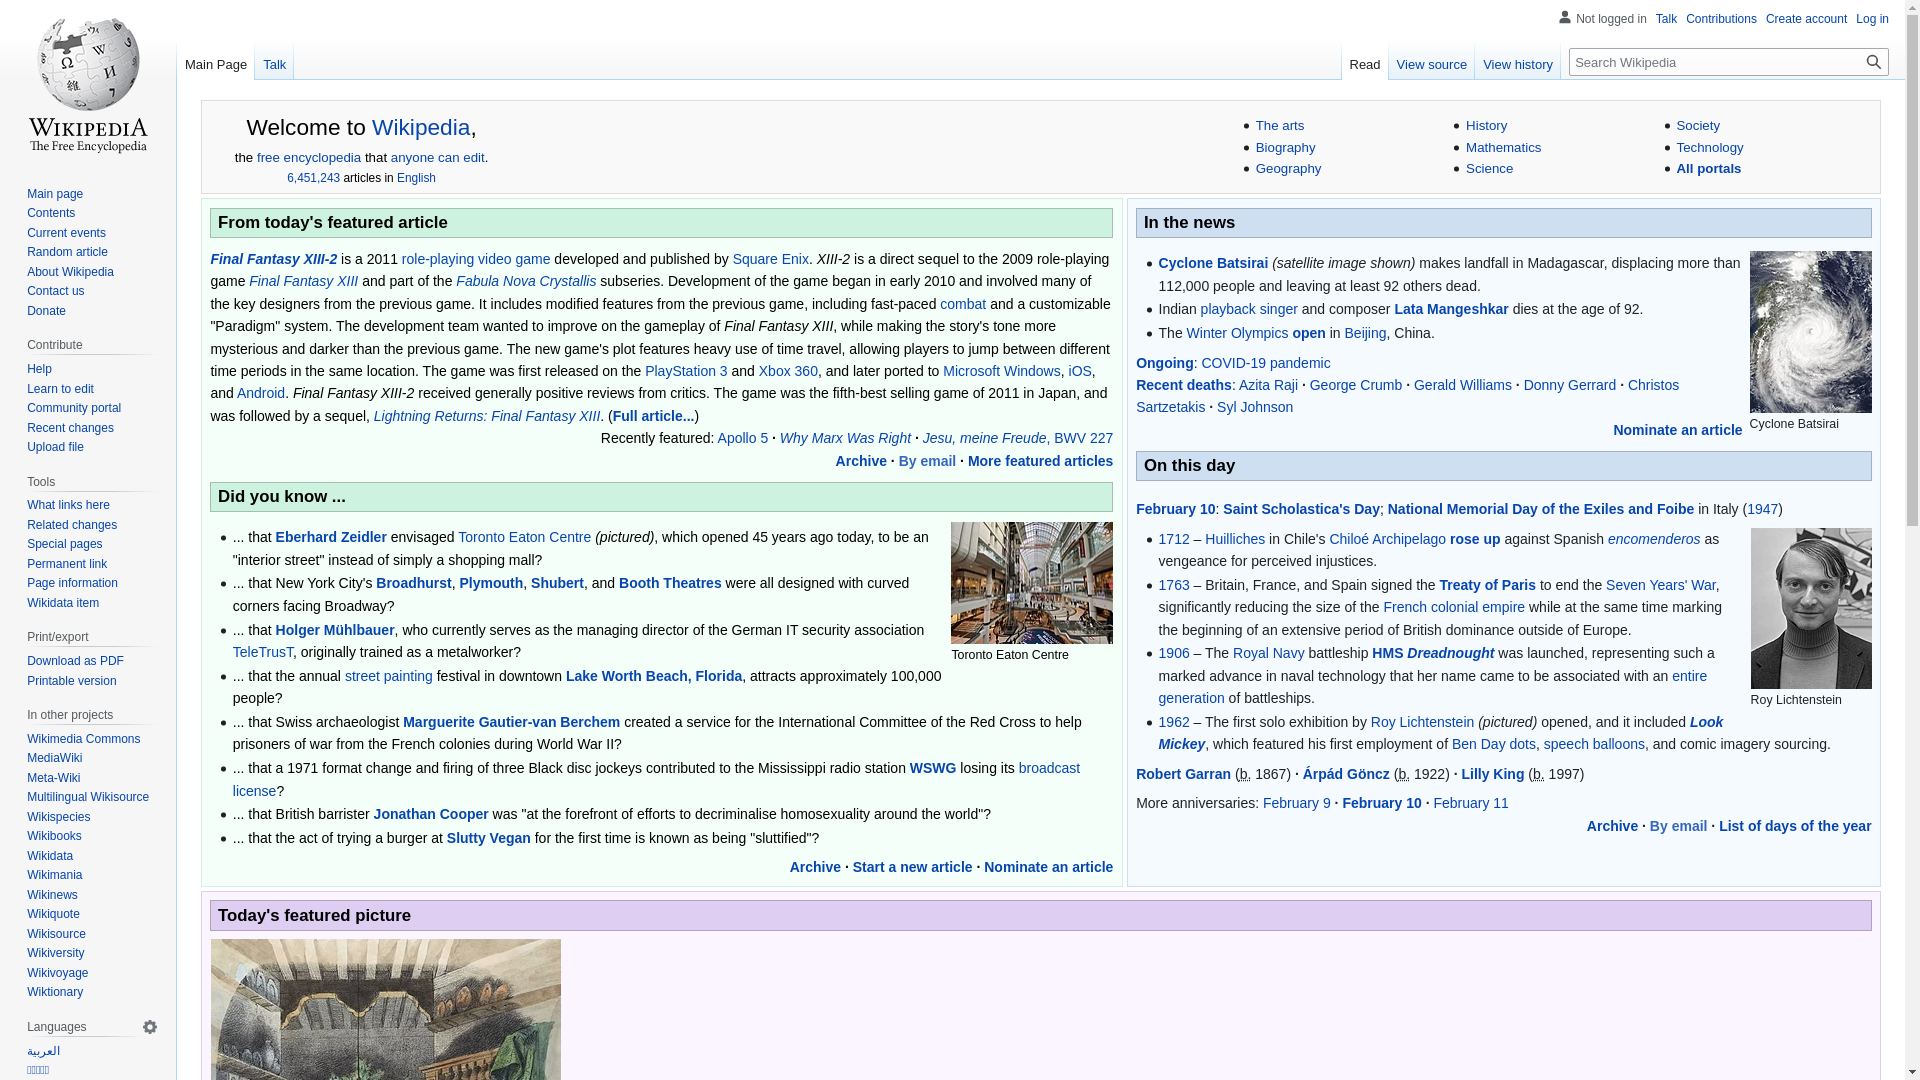 Not logged in Talk Contributions Create account Log in
Main Page Talk
Read View source View history Search Wikipedia
WIKIPEDIA
The Free Encyclopedia
Main page
Contents
Current events
Random article
About Wikipedia
Contact us
Donate
Contribute
Help
Learn to edit
Community portal
Recent changes
Upload file
Tools
What links here
Related changes
Special pages
Permanent link
Page information
Wikidata item
Print/export
Download as PDF
Printable version
In other projects
Wikimedia Commons
MediaWiki
Meta-Wiki
Multilingual Wikisource
Wikispecies
Wikibooks
Wikidata
Wikimania
Wikinews
Wikiquote
Wikisource
Wikiversity
Wikivoyage
Wiktionary
Languages
العربية
Welcome to Wikipedia,
the free encyclopedia that anyone can edit.
6,451,243 articles in English
The arts
Biography
Geography
History
Mathematics
Science
Society
Technology
All portals
From today's featured article
Final Fantasy XIII-2 is a 2011 role-playing video game developed and published by Square Enix. XIII-2 is a direct sequel to the 2009 role-playing
game Final Fantasy XIII and part of the Fabula Nova Crystallis subseries. Development of the game began in early 2010 and involved many of
the key designers from the previous game. It includes modified features from the previous game, including fast-paced combat and a customizable
"Paradigm" system. The development team wanted to improve on the gameplay of Final Fantasy XIII, while making the story's tone more
mysterious and darker than the previous game. The new game's plot features heavy use of time travel, allowing players to jump between different
time periods in the same location. The game was first released on the PlayStation 3 and Xbox 360, and later ported to Microsoft Windows, iOS,
and Android. Final Fantasy XIII-2 received generally positive reviews from critics. The game was the fifth-best selling game of 2011 in Japan, and
was followed by a sequel, Lightning Returns: Final Fantasy XIII. (Full article...)
Recently featured: Apollo 5 · Why Marx Was Right · Jesu, meine Freude, BWV 227
Archive · By email · More featured articles
Did you know ...
... that Eberhard Zeidler envisaged Toronto Eaton Centre (pictured), which opened 45 years ago today, to be an
"interior street" instead of simply a shopping mall?
... that New York City's Broadhurst, Plymouth, Shubert, and Booth Theatres were all designed with curved
corners facing Broadway?
... that Holger Mühlbauer, who currently serves as the managing director of the German IT security association
TeleTrusT, originally trained as a metalworker?
... that the annual street painting festival in downtown Lake Worth Beach, Florida, attracts approximately 100,000
people?
... that Swiss archaeologist Marguerite Gautier-van Berchem created a service for the International Committee of the Red Cross to help
prisoners of war from the French colonies during World War II?
... that a 1971 format change and firing of three Black disc jockeys contributed to the Mississippi radio station WSWG losing its broadcast
license?
... that British barrister Jonathan Cooper was "at the forefront of efforts to decriminalise homosexuality around the world"?
... that the act of trying a burger at Slutty Vegan for the first time is known as being "sluttified"?
Toronto Eaton Centre
Archive · Start a new article · Nominate an article
In the news
Cyclone Batsirai (satellite image shown) makes landfall in Madagascar, displacing more than
112,000 people and leaving at least 92 others dead.
Indian playback singer and composer Lata Mangeshkar dies at the age of 92.
The Winter Olympics open in Beijing, China.
Cyclone Batsirai
Ongoing: COVID-19 pandemic
Recent deaths: Azita Raji · George Crumb · Gerald Williams · Donny Gerrard · Christos
Sartzetakis · Syl Johnson
Nominate an article
On this day
February 10: Saint Scholastica's Day; National Memorial Day of the Exiles and Foibe in Italy (1947)
1712 – Huilliches in Chile's Chiloé Archipelago rose up against Spanish encomenderos as
vengeance for perceived injustices.
1763 – Britain, France, and Spain signed the Treaty of Paris to end the Seven Years' War,
significantly reducing the size of the French colonial empire while at the same time marking
the beginning of an extensive period of British dominance outside of Europe.
1906 – The Royal Navy battleship HMS Dreadnought was launched, representing such a
marked advance in naval technology that her name came to be associated with an entire
generation of battleships.
1962 – The first solo exhibition by Roy Lichtenstein (pictured) opened, and it included Look
Mickey, which featured his first employment of Ben Day dots, speech balloons, and comic imagery sourcing.
Roy Lichtenstein
Robert Garran (b. 1867) · Árpád Göncz (b. 1922) · Lilly King (b. 1997)
More anniversaries: February 9 · February 10 · February 11
Archive · By email · List of days of the year
Today's featured picture